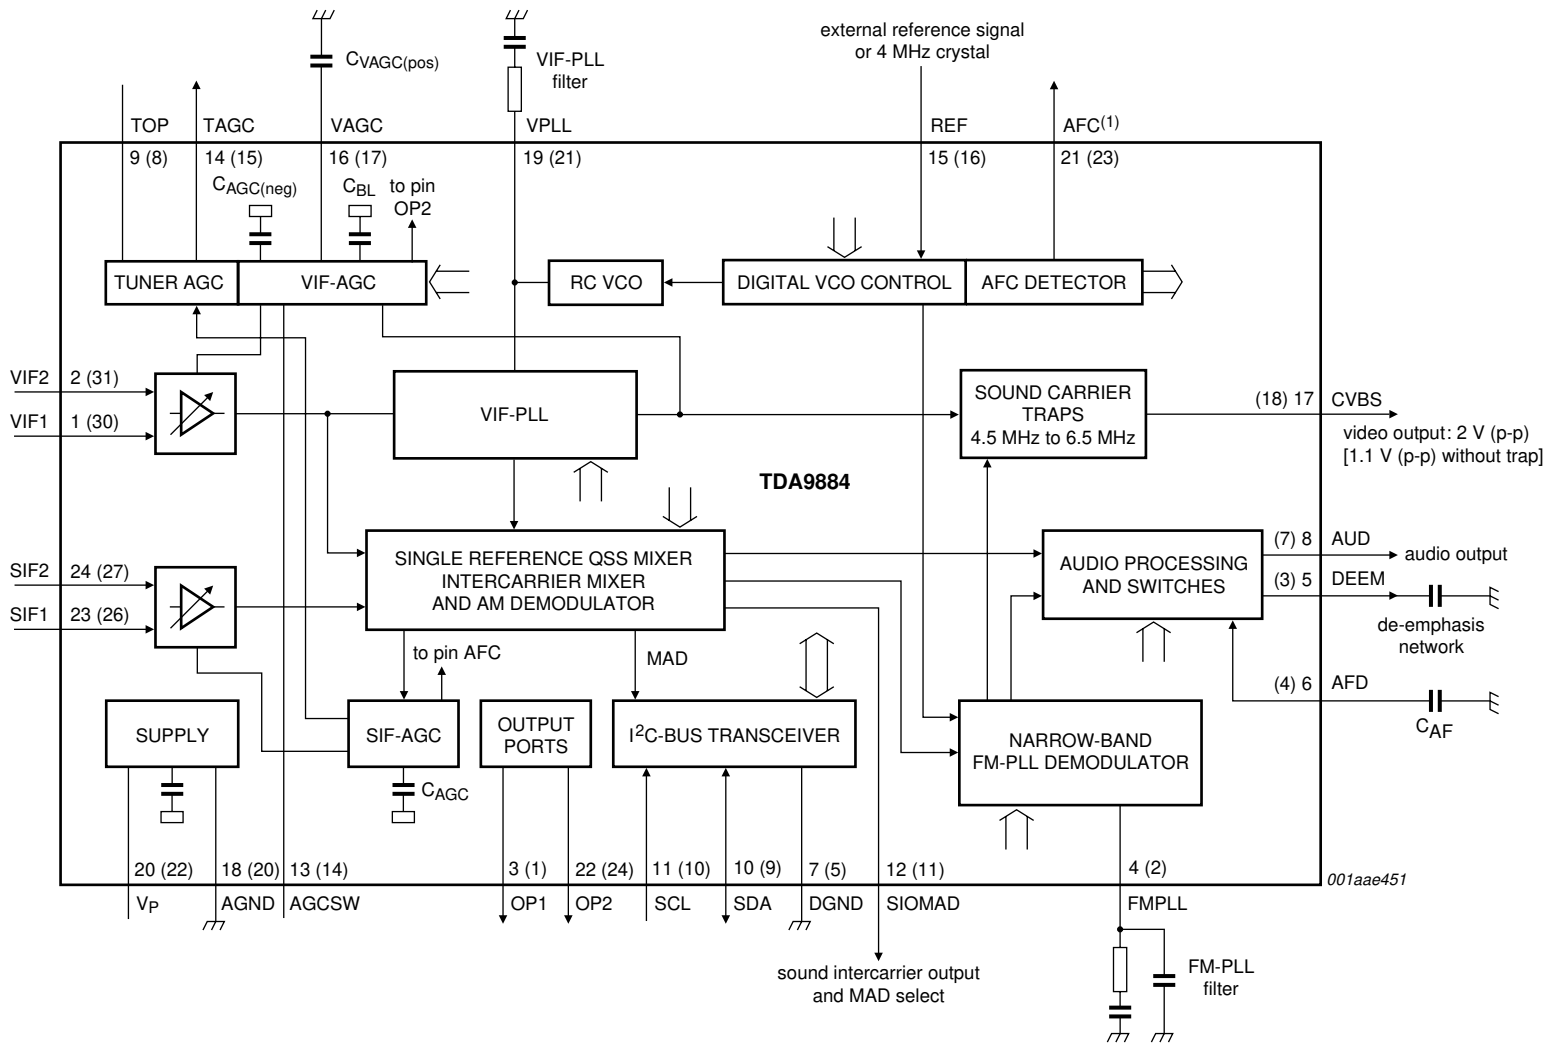 external reference signal
or 4 MHz crystal
CVAGC(pos)
VIF-PLL
filter
TOP
TAGC
VAGC
VPLL
REF
AFC(1)
9 (8)
14 (15)
16 (17)
19 (21)
15 (16)
21 (23)
CAGC(neg)
CBL
to pin
OP2
TUNER AGC
VIF-AGC
RC VCO
DIGITAL VCO CONTROL
AFC DETECTOR
VIF2
2 (31)
VIF1
1 (30)
VIF-PLL
SOUND CARRIER
TRAPS
4.5 MHz to 6.5 MHz
(18) 17
CVBS
video output: 2 V (p-p)
[1.1 V (p-p) without trap]
TDA9884
SIF2
24 (27)
SIF1
23 (26)
SINGLE REFERENCE QSS MIXER
INTERCARRIER MIXER
AND AM DEMODULATOR
AUDIO PROCESSING
AND SWITCHES
(7) 8
AUD
audio output
(3) 5
DEEM
de-emphasis
network
to pin AFC
MAD
(4) 6
AFD
CAF
SUPPLY
SIF-AGC
OUTPUT
PORTS
I2C-BUS TRANSCEIVER
NARROW-BAND
FM-PLL DEMODULATOR
CAGC
20 (22)
18 (20)
13 (14)
3 (1)
22 (24)
11 (10)
10 (9)
7 (5)
12 (11)
4 (2)
001aae451
VP
AGND
AGCSW
OP1
OP2
SCL
SDA
DGND
SIOMAD
FMPLL
sound intercarrier output
and MAD select
FM-PLL
filter